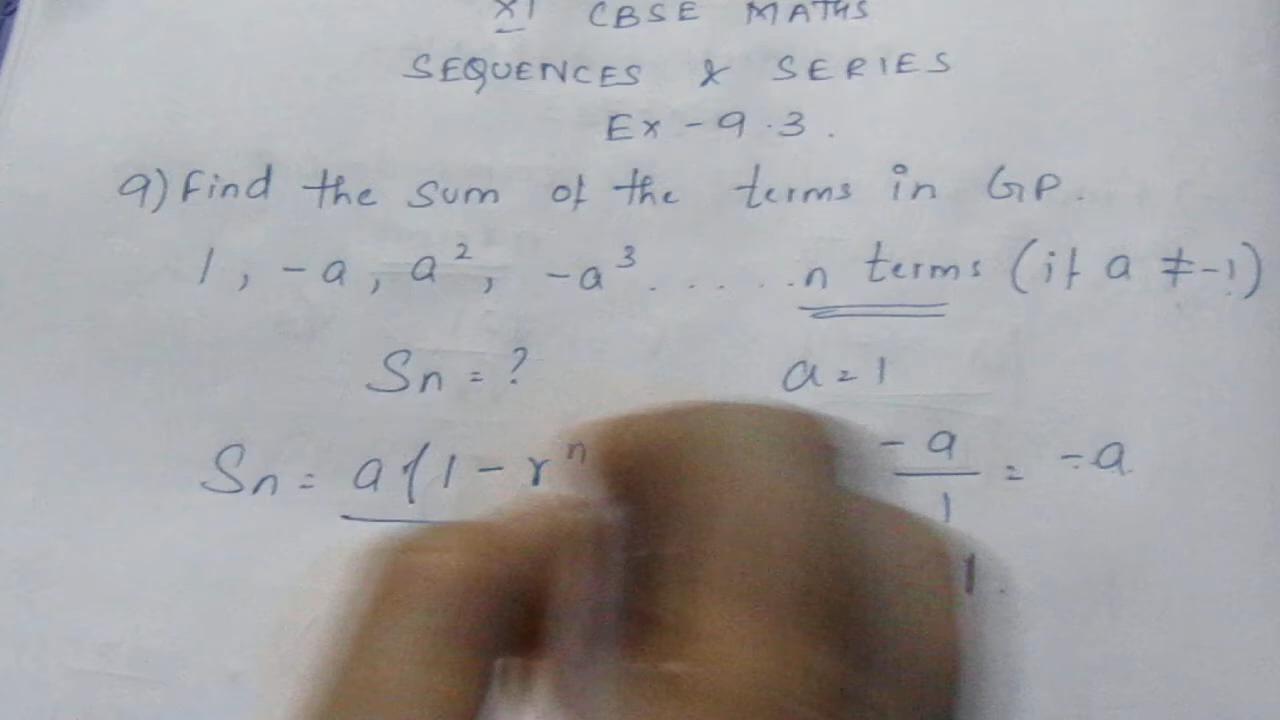 XI CBSE MATHS
SEQUENCES & SERIES
Ex - 9.3.
9) Find the sum of the terms in GP.
1, -a, a², -a³ ...... n terms (if a ≠ -1)
Sn = ? a = 1
Sn = a(1 - rⁿ -a/1 = -a
1.